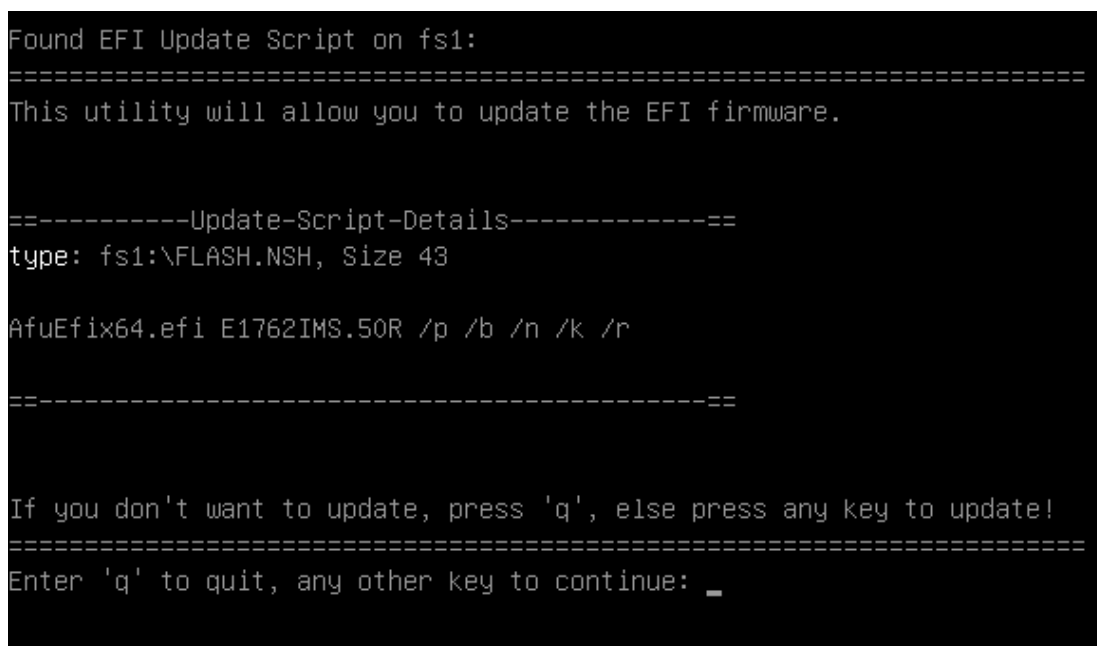 Found EFI Update Script on fs1:
=======================================================================
This utility will allow you to update the EFI firmware.
==----------Update-Script-Details-------------==
type: fs1:\FLASH.NSH, Size 43
AfuEfix64.efi E1762IMS.50R /p /b /n /k /r
==--------------------------------------------==
If you don't want to update, press 'q', else press any key to update!
=======================================================================
Enter 'q' to quit, any other key to continue: _